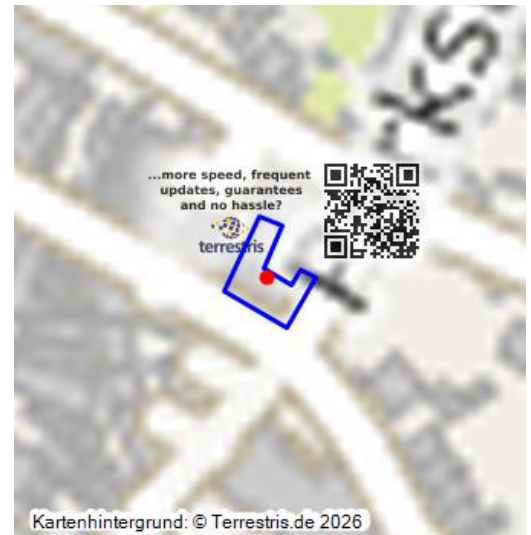 ...more speed, frequent
updates, guarantees
and no hassle?
terrestris
Kartenhintergrund: © Terrestris.de 2026